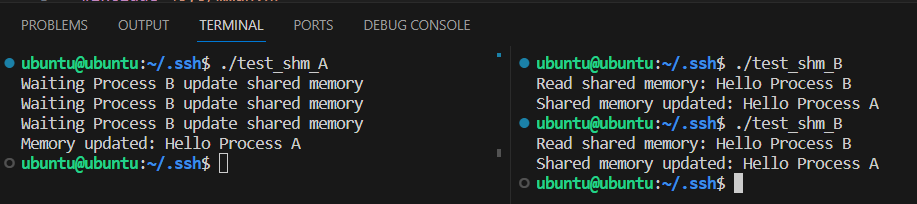 PROBLEMS OUTPUT TERMINAL PORTS DEBUG CONSOLE
ubuntu@ubuntu:~/.ssh$ ./test_shm_A
Waiting Process B update shared memory
Waiting Process B update shared memory
Waiting Process B update shared memory
Memory updated: Hello Process A
ubuntu@ubuntu:~/.ssh$
ubuntu@ubuntu:~/.ssh$ ./test_shm_B
Read shared memory: Hello Process B
Shared memory updated: Hello Process A
ubuntu@ubuntu:~/.ssh$ ./test_shm_B
Read shared memory: Hello Process B
Shared memory updated: Hello Process A
ubuntu@ubuntu:~/.ssh$